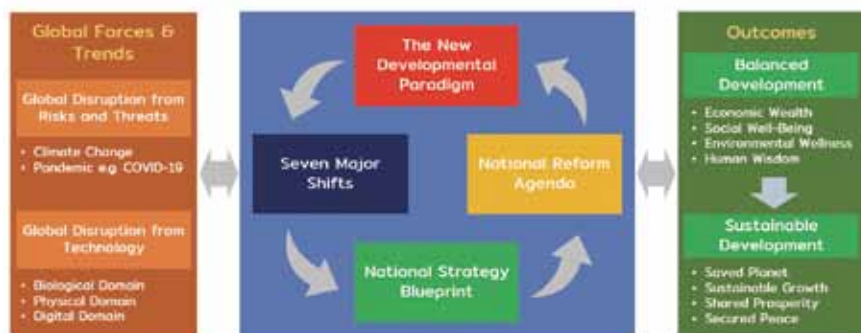 Global Forces &
Trends
Global Disruption from
Risks and Threats
• Climate Change
• Pandemic e.g. COVID-19
Global Disruption from
Technology
• Biological Domain
• Physical Domain
• Digital Domain
The New
Developmental
Paradigm
Seven Major
Shifts
National Reform
Agenda
National Strategy
Blueprint
Outcomes
Balanced
Development
• Economic Wealth
• Social Well-Being
• Environmental Wellness
• Human Wisdom
Sustainable
Development
• Saved Planet
• Sustainable Growth
• Shared Prosperity
• Secured Peace